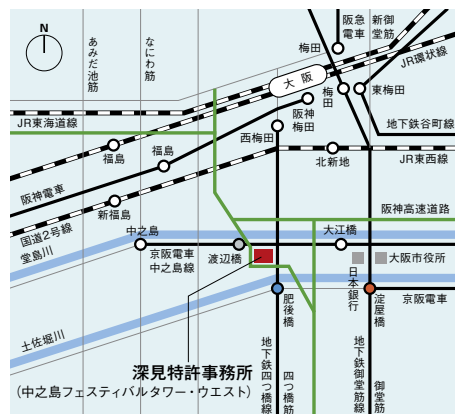 N
あみだ池筋
なにわ筋
阪急
電車
新御
堂筋
梅田
JR環状線
大阪
梅田
東梅田
阪神
梅田
JR東海道線
西梅田
地下鉄谷町線
福島
福島
北新地
JR東西線
阪神電車
新福島
国道2号線
阪神高速道路
堂島川
中之島
渡辺橋
大江橋
京阪電車
中之島線
大阪市役所
日本銀行
京阪電車
肥後橋
淀屋橋
土佐堀川
深見特許事務所
(中之島フェスティバルタワー・ウエスト)
地下鉄四つ橋線
四つ橋筋
地下鉄御堂筋線
御堂筋